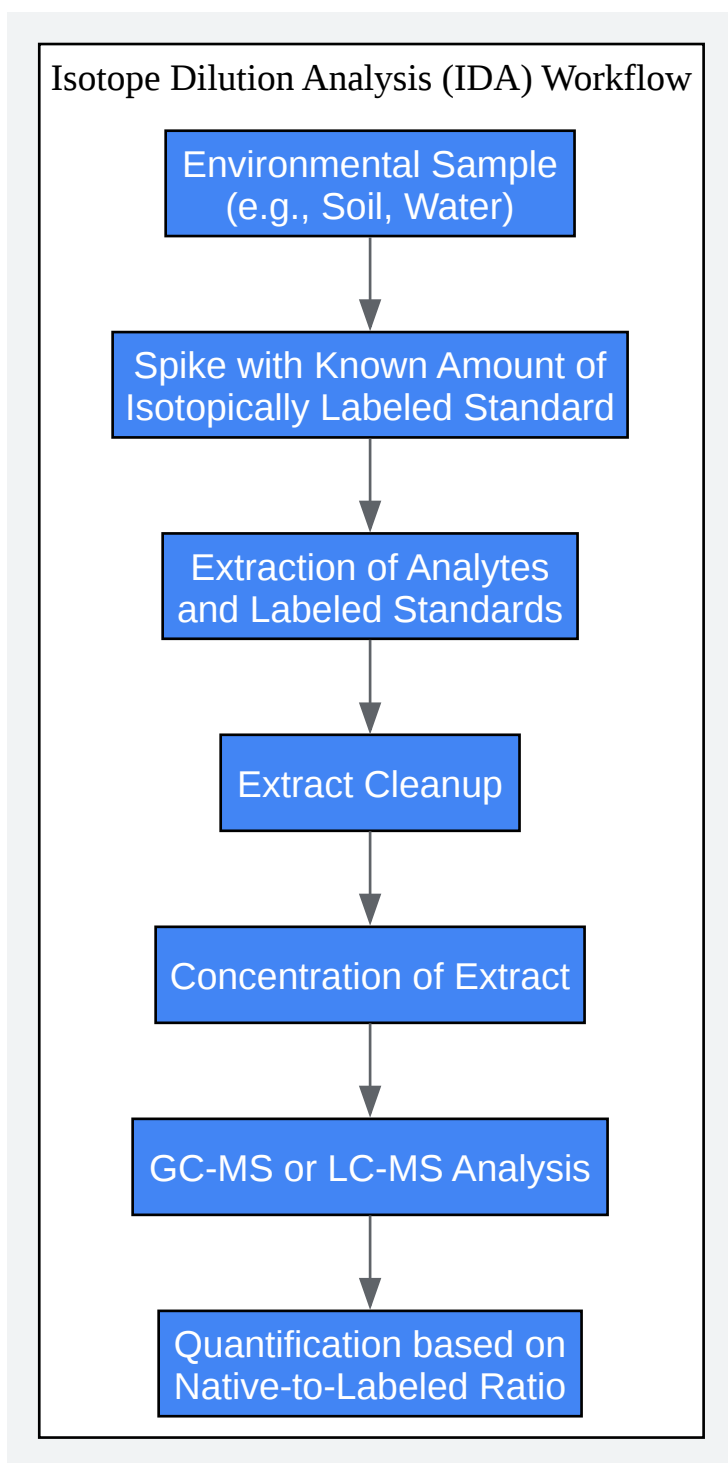 Isotope Dilution Analysis (IDA) Workflow
Environmental Sample
(e.g., Soil, Water)
Spike with Known Amount of
Isotopically Labeled Standard
Extraction of Analytes
and Labeled Standards
Extract Cleanup
Concentration of Extract
GC-MS or LC-MS Analysis
Quantification based on
Native-to-Labeled Ratio